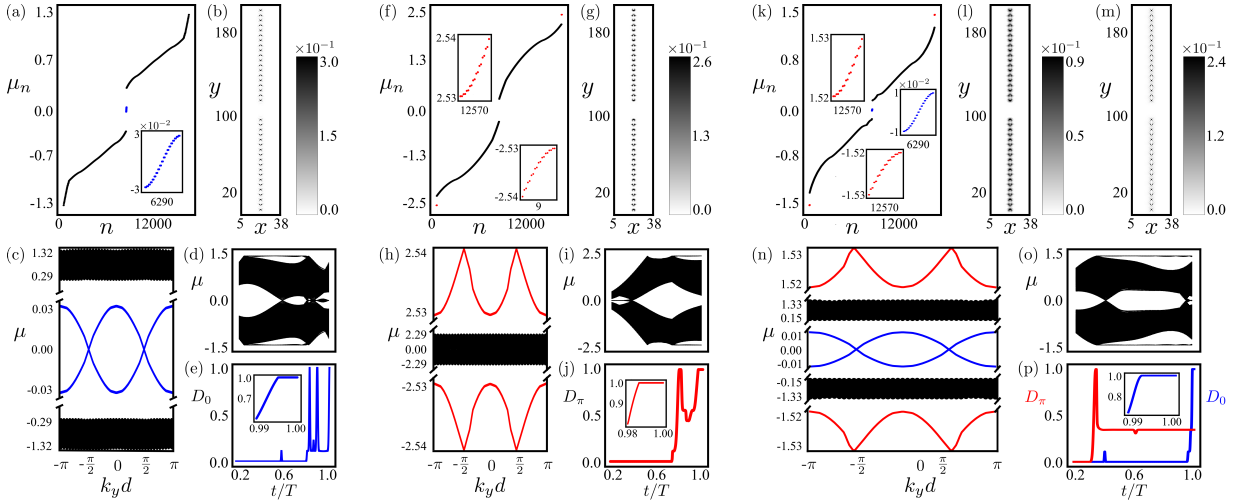 (a)
1.3
0.7
μn
0.0
-0.7
-1.3
×10⁻²
3
-3
6290
0
n
12000
(b)
180
y
100
20
5
x
38
×10⁻¹
3.0
1.5
0.0
(c)
1.32
0.29
0.03
μ
0.00
-0.03
-0.29
-1.32
-π
-π/2
0
π/2
π
kyd
(d)
1.5
μ
0.0
-1.5
(e)
1.0
D0
0.5
0.0
1.0
0.7
0.99
1.00
0.2
0.6
1.0
t/T
(f)
2.5
1.3
μn
0.0
-1.3
-2.5
2.54
2.53
12570
-2.53
-2.54
9
0
n
12000
(g)
180
y
100
20
5
x
38
×10⁻¹
2.6
1.3
0.0
(h)
2.54
2.53
μ
2.29
-2.29
-2.53
-2.54
-π
-π/2
0
π/2
π
kyd
(i)
2.5
μ
0.0
-2.5
(j)
1.0
Dπ
0.5
0.0
1.0
0.9
0.98
1.00
0.2
0.6
1.0
t/T
(k)
1.5
0.8
μn
0.0
-0.8
-1.5
1.53
1.52
12570
×10⁻²
1
-1
6290
-1.52
-1.53
12570
0
n
12000
(l)
180
y
100
20
5
x
38
×10⁻¹
0.9
0.5
0.0
(m)
180
y
100
20
5
x
38
×10⁻¹
2.4
1.2
0.0
(n)
1.53
1.52
1.33
0.15
0.01
μ
0.00
-0.01
-0.15
-1.33
-1.52
-1.53
-π
-π/2
0
π/2
π
kyd
(o)
1.5
μ
0.0
-1.5
(p)
1.0
Dπ
D0
0.5
0.0
1.0
0.8
0.99
1.00
0.2
0.6
1.0
t/T